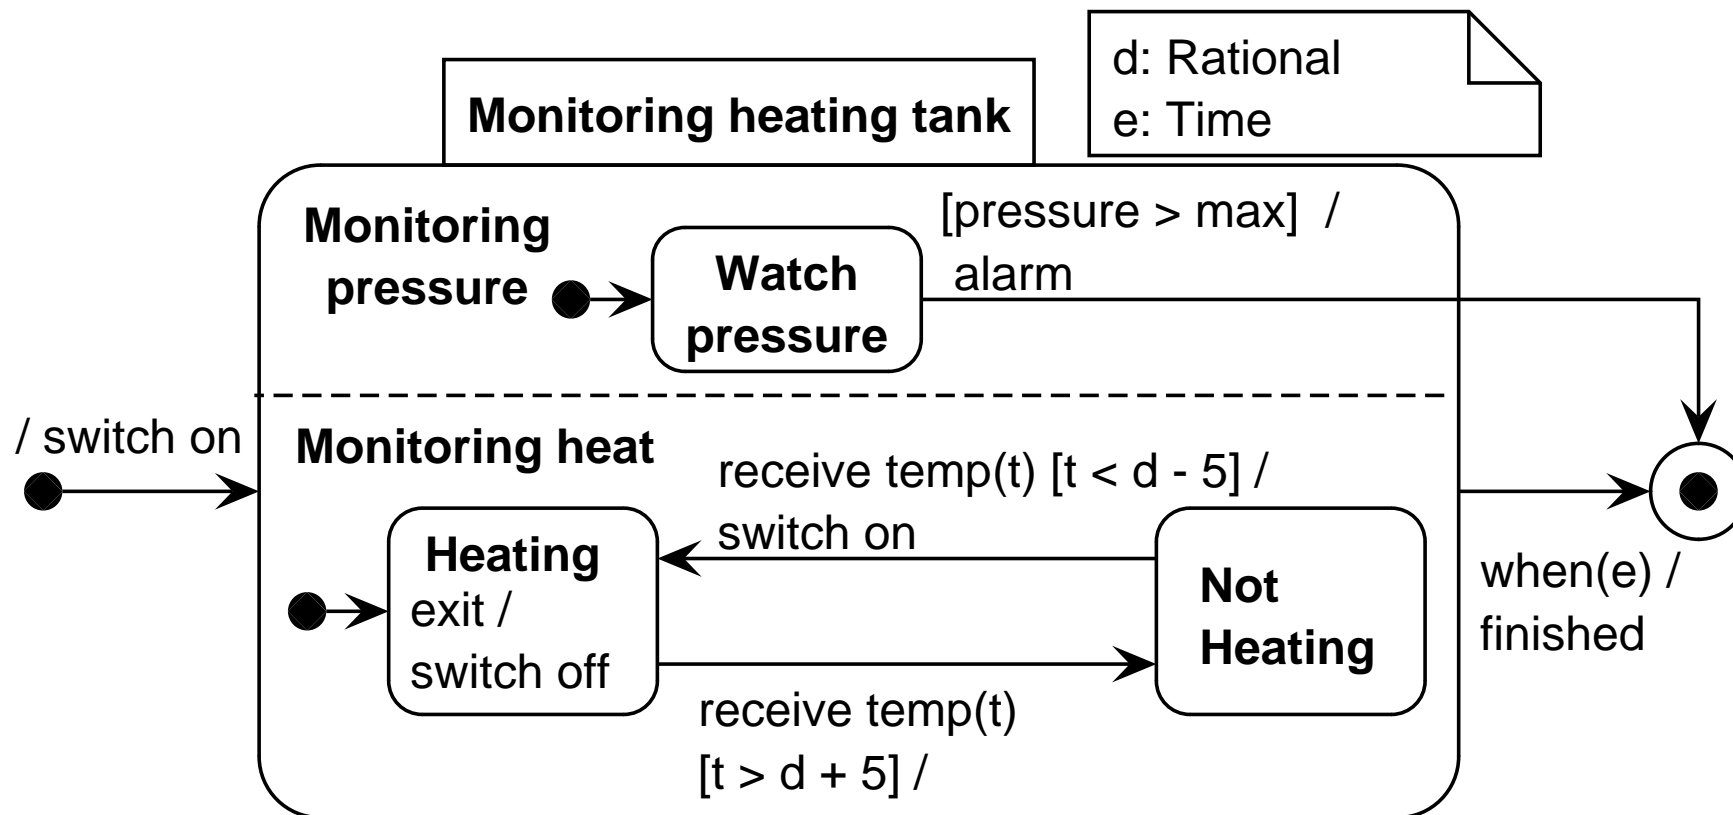 d: Rational
e: Time
Monitoring heating tank
Monitoring
pressure
Watch
pressure
[pressure > max]  /
alarm
/ switch on
Monitoring heat
receive temp(t) [t < d - 5] /
switch on
Heating
exit /
switch off
Not
Heating
receive temp(t)
[t > d + 5] /
when(e) /
finished